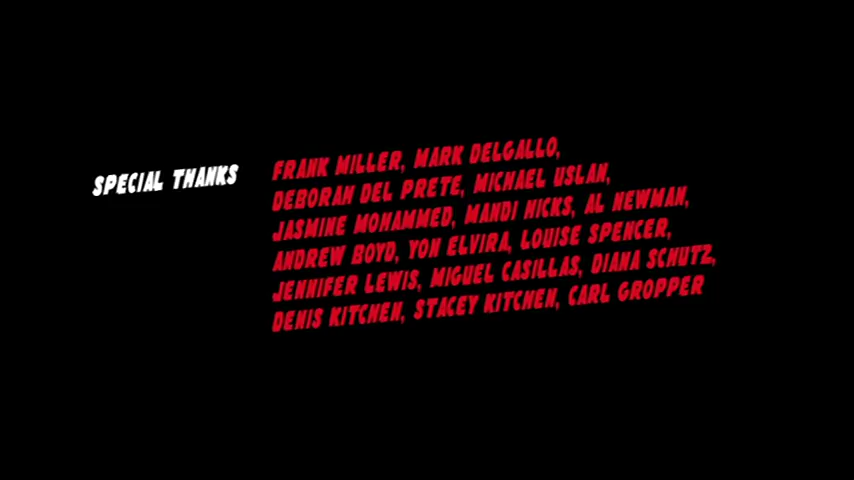 SPECIAL THANKS
FRANK MILLER, MARK DELGALLO,
DEBORAH DEL PRETE, MICHAEL USLAN,
JASMINE MOHAMMED, MANDI HICKS, AL NEWMAN,
ANDREW BOYD, YON ELVIRA, LOUISE SPENCER,
JENNIFER LEWIS, MIGUEL CASILLAS, DIANA SCHUTZ,
DENIS KITCHEN, STACEY KITCHEN, CARL GROPPER